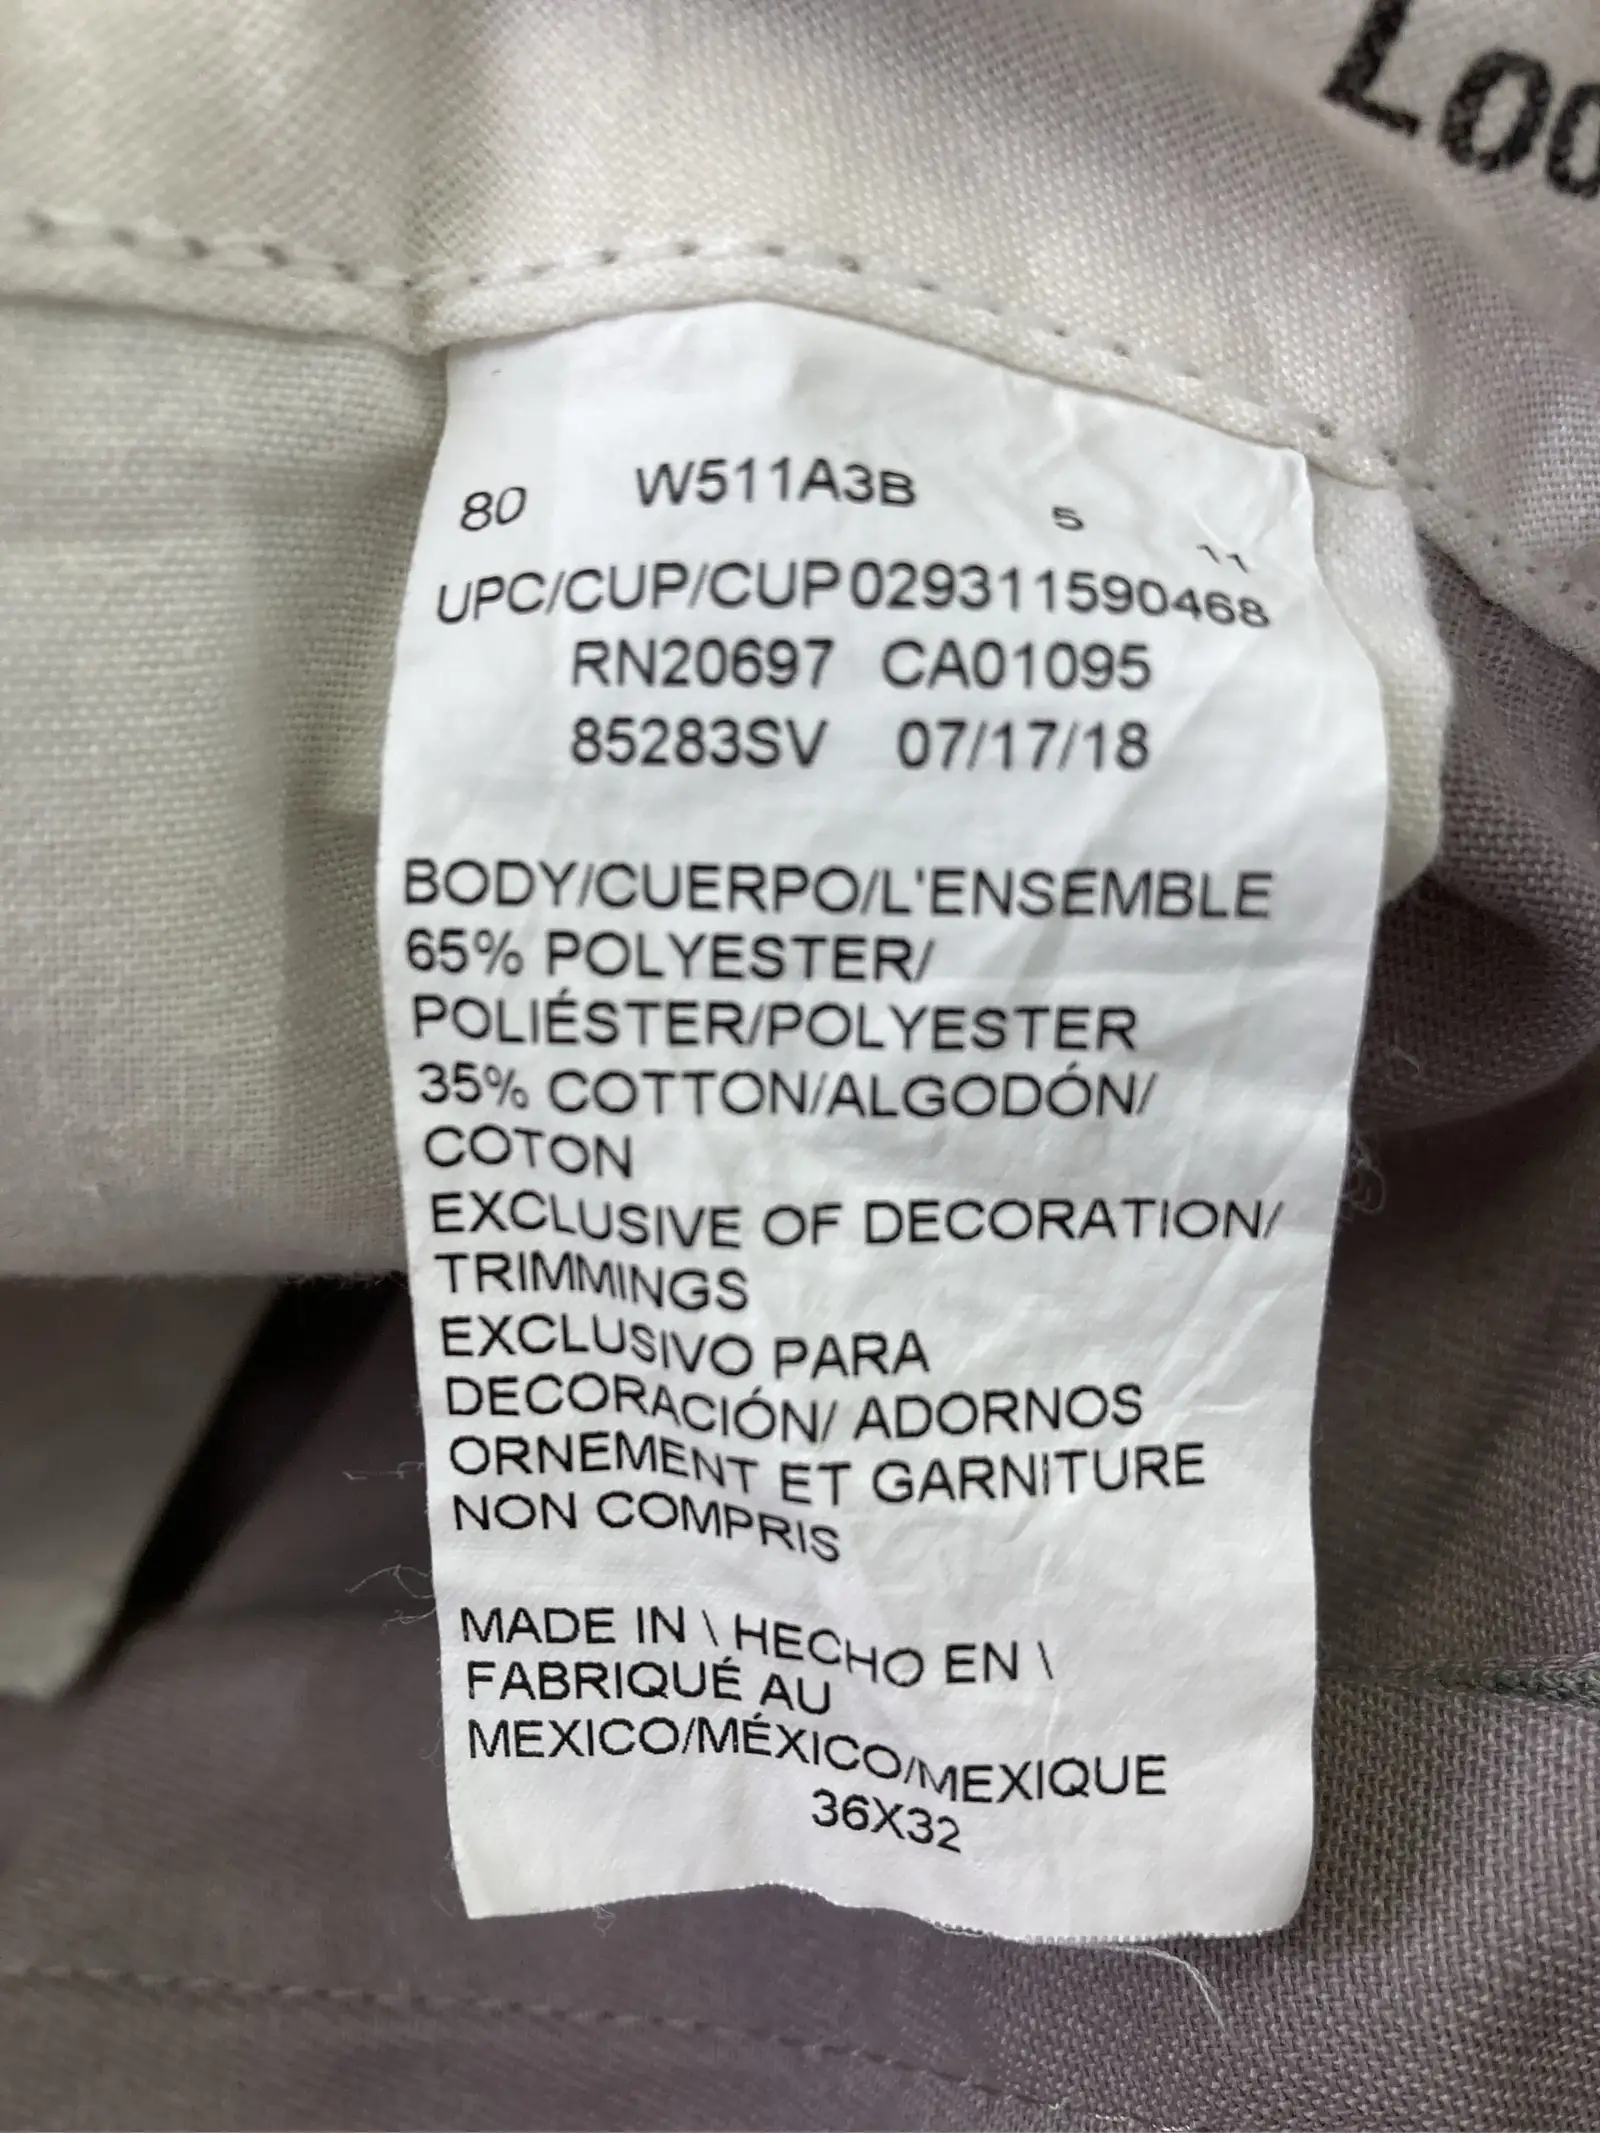 Loo
80 W511A3B 5 11
UPC/CUP/CUP 029311590468
RN20697 CA01095
85283SV 07/17/18
BODY/CUERPO/L'ENSEMBLE
65% POLYESTER/
POLIÉSTER/POLYESTER
35% COTTON/ALGODÓN/
COTON
EXCLUSIVE OF DECORATION/
TRIMMINGS
EXCLUSIVO PARA
DECORACIÓN/ ADORNOS
ORNEMENT ET GARNITURE
NON COMPRIS
MADE IN \ HECHO EN \
FABRIQUÉ AU
MEXICO/MÉXICO/MEXIQUE
36X32